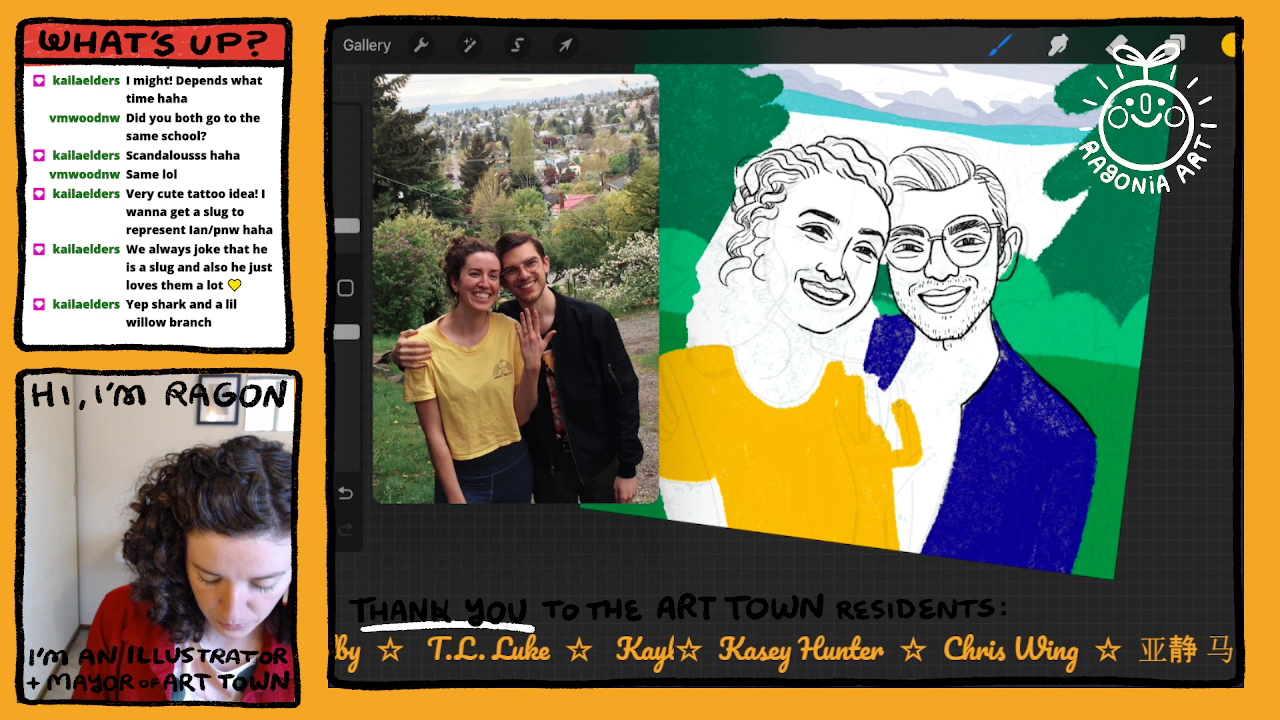 WHAT'S UP?
kailaelders I might! Depends what
time haha
vmwoodnw Did you both go to the
same school?
kailaelders Scandalousss haha
vmwoodnw Same lol
kailaelders Very cute tattoo idea! I
wanna get a slug to
represent Ian/pnw haha
kailaelders We always joke that he
is a slug and also he just
loves them a lot 💛
kailaelders Yep shark and a lil
willow branch
HI, I'M RAGON
I'M AN ILLUSTRATOR
+ MAYOR OF ART TOWN
Gallery
RAGONIA ART
THANK YOU TO THE ART TOWN RESIDENTS:
by ☆ T.L. Luke ☆ Kayl☆ Kasey Hunter ☆ Chris Wing ☆ 亚静 马